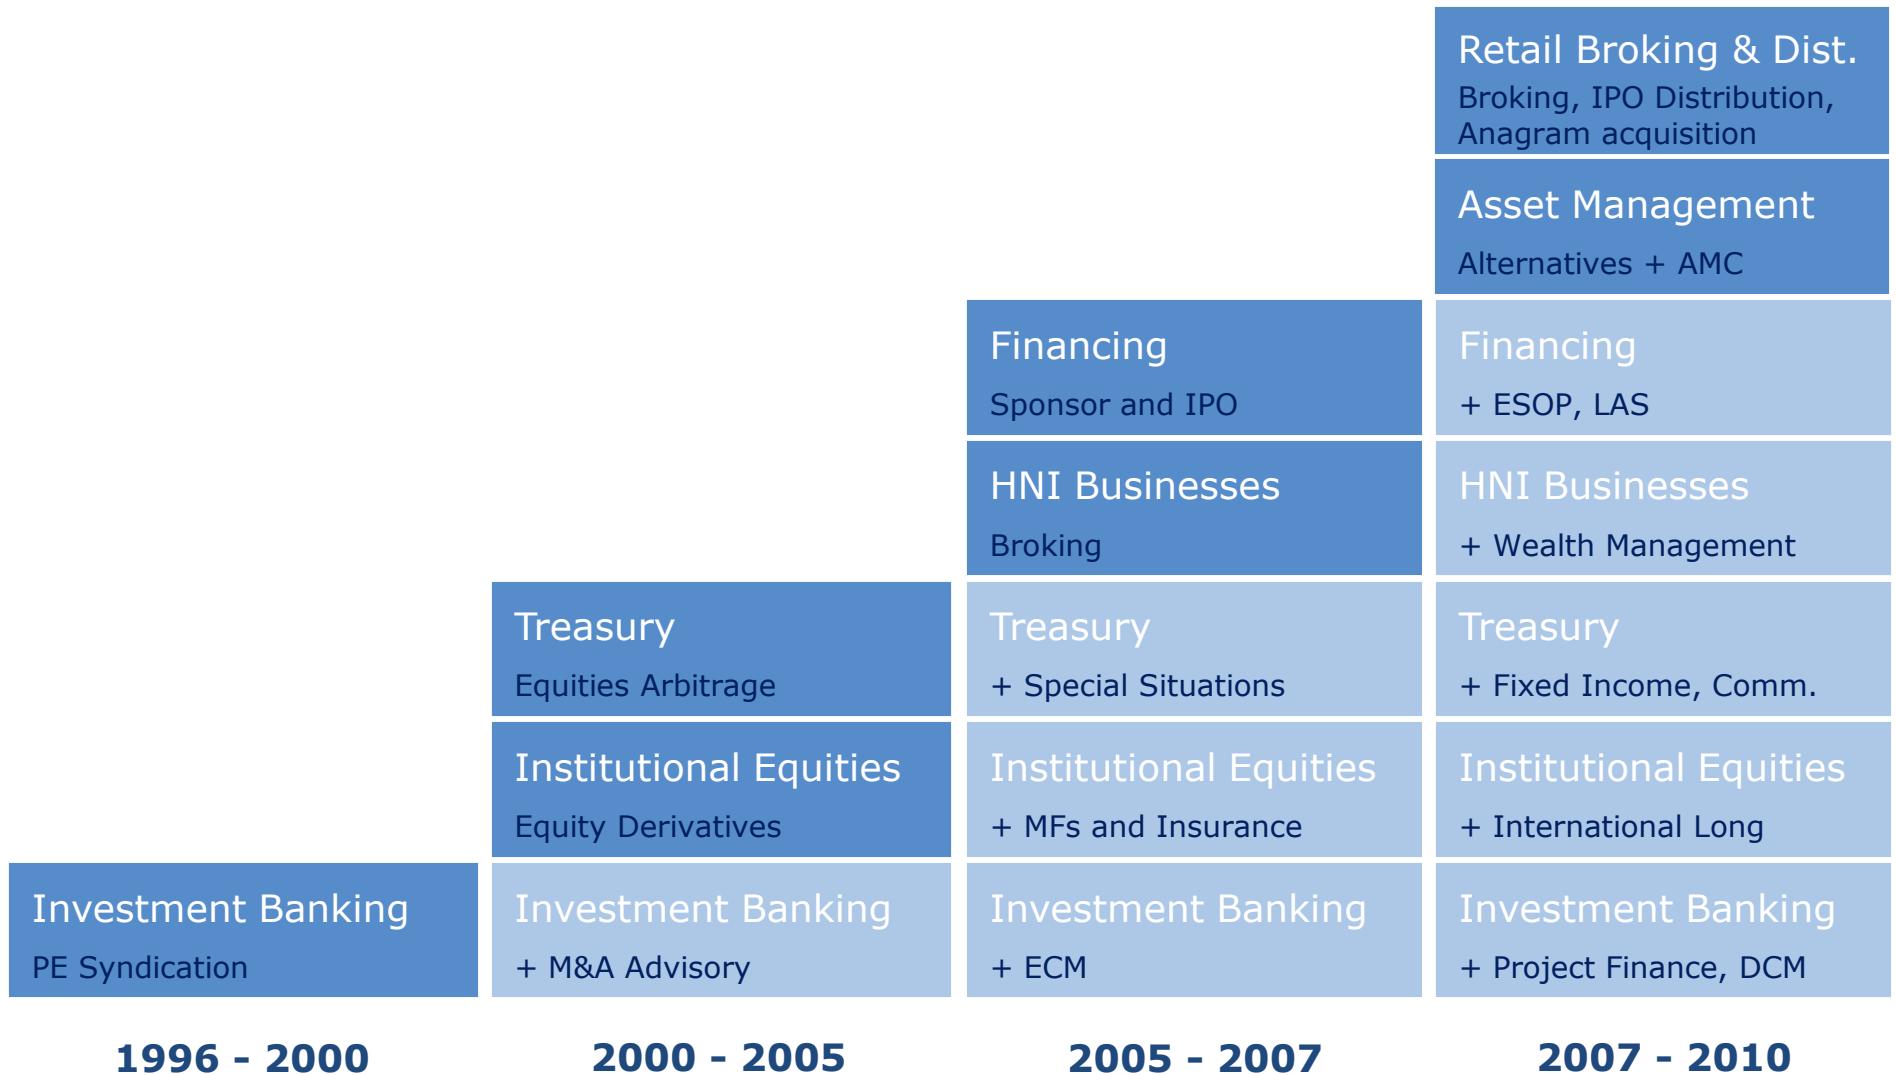 Retail Broking & Dist.
Broking, IPO Distribution,
Anagram acquisition
Asset Management
Alternatives + AMC
Financing
Sponsor and IPO
Financing
+ ESOP, LAS
HNI Businesses
Broking
HNI Businesses
+ Wealth Management
Treasury
Equities Arbitrage
Treasury
+ Special Situations
Treasury
+ Fixed Income, Comm.
Institutional Equities
Equity Derivatives
Institutional Equities
+ MFs and Insurance
Institutional Equities
+ International Long
Investment Banking
PE Syndication
Investment Banking
+ M&A Advisory
Investment Banking
+ ECM
Investment Banking
+ Project Finance, DCM
1996 - 2000
2000 - 2005
2005 - 2007
2007 - 2010